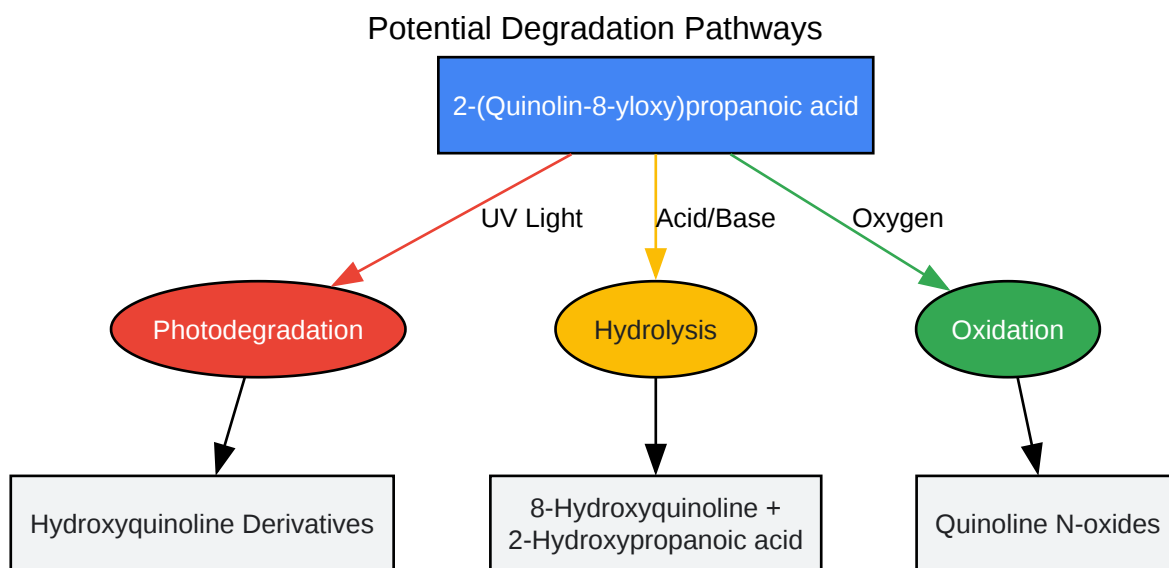 Potential Degradation Pathways
2-(Quinolin-8-yloxy)propanoic acid
UV Light
Acid/Base
Oxygen
Photodegradation
Hydrolysis
Oxidation
Hydroxyquinoline Derivatives
8-Hydroxyquinoline +
2-Hydroxypropanoic acid
Quinoline N-oxides